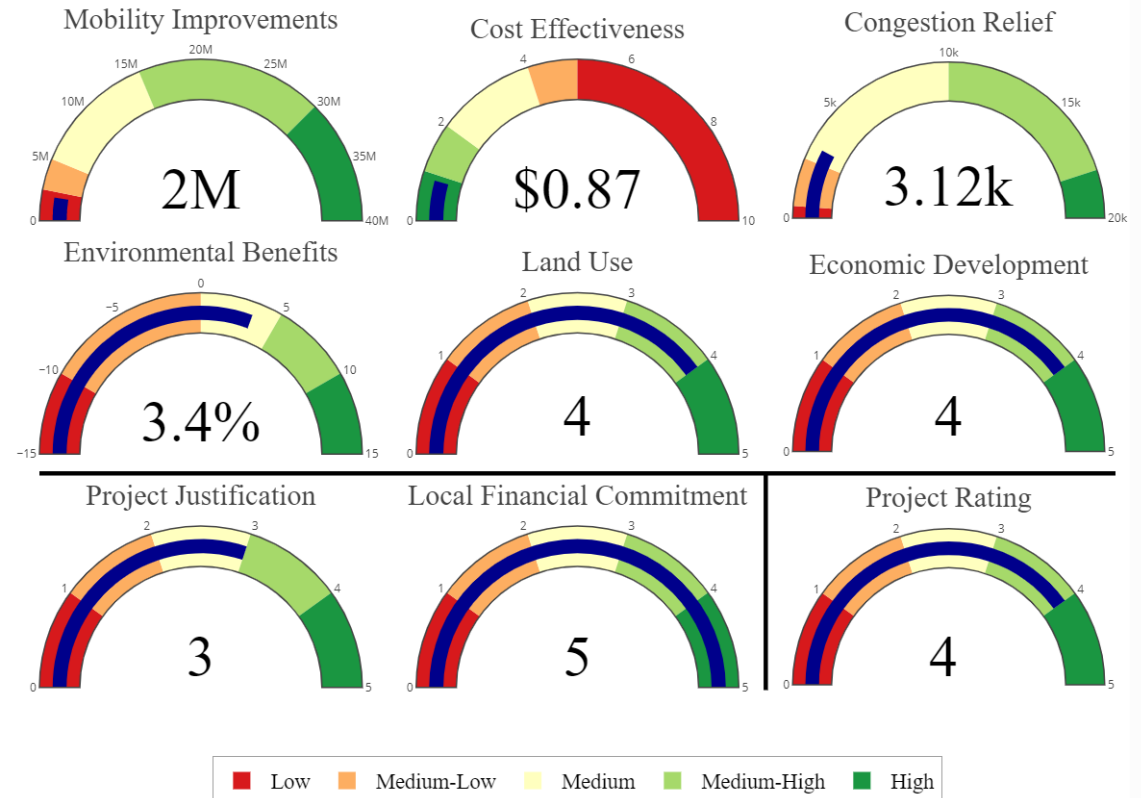 Mobility Improvements
0
5M
10M
15M
20M
25M
30M
35M
40M
2M
Cost Effectiveness
0
2
4
6
8
10
$0.87
Congestion Relief
0
5k
10k
15k
20k
3.12k
Environmental Benefits
−15
−10
−5
0
5
10
15
3.4%
Land Use
0
1
2
3
4
5
4
Economic Development
0
1
2
3
4
5
4
Project Justification
0
1
2
3
4
5
3
Local Financial Commitment
0
1
2
3
4
5
5
Project Rating
0
1
2
3
4
5
4
Low Medium-Low Medium Medium-High High